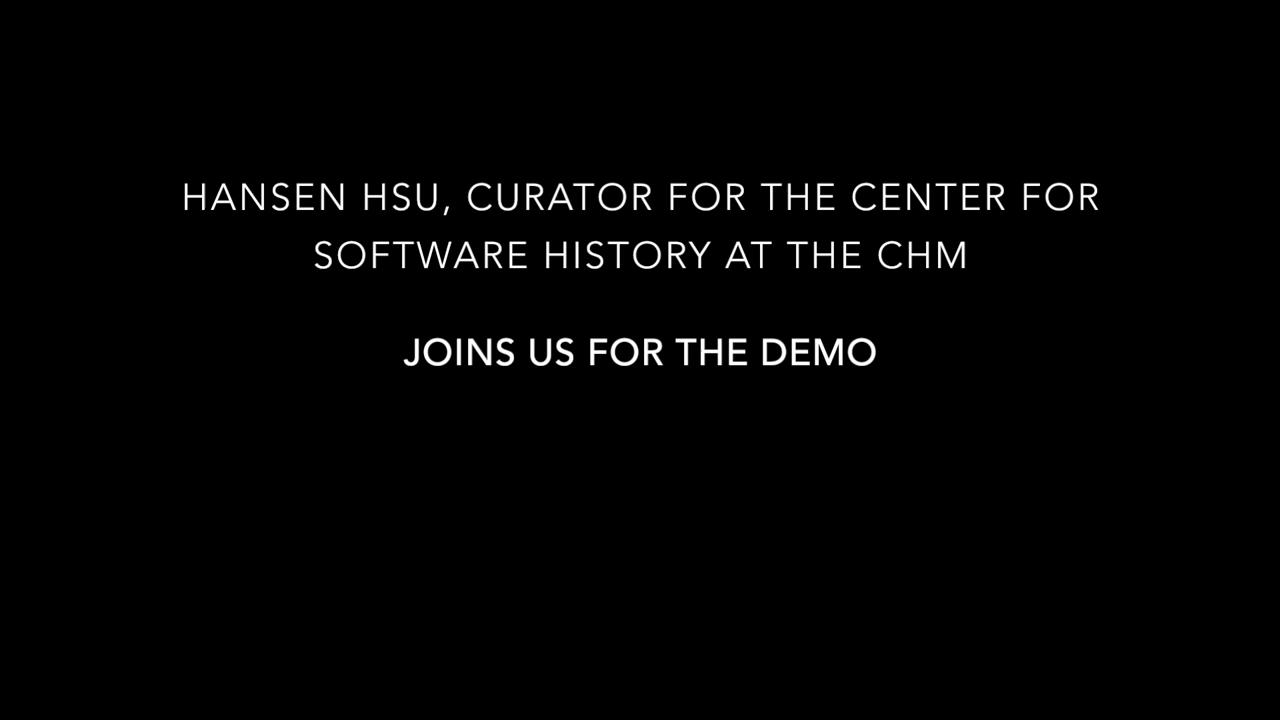 HANSEN HSU, CURATOR FOR THE CENTER FOR
SOFTWARE HISTORY AT THE CHM
JOINS US FOR THE DEMO